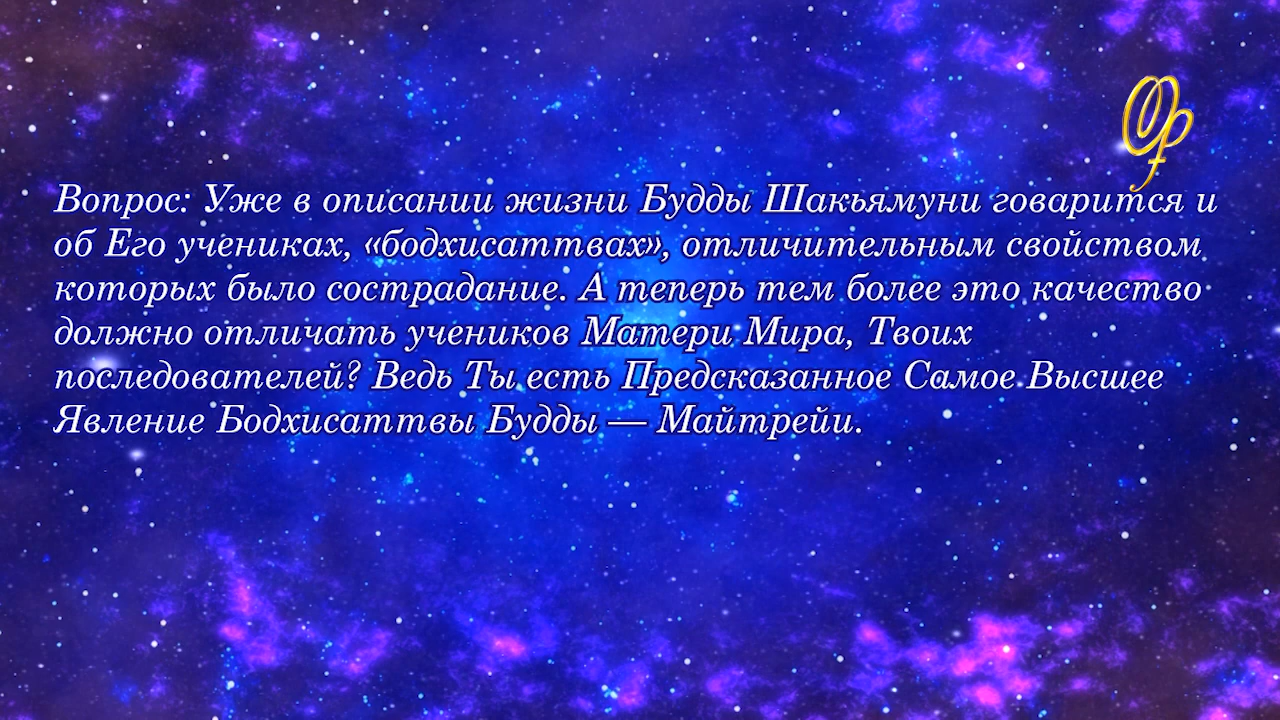 Вопрос: Уже в описании жизни Будды Шакьямуни говарится и
об Его учениках, «бодхисаттвах», отличительным свойством
которых было сострадание. А теперь тем более это качество
должно отличать учеников Матери Мира, Твоих
последователей? Ведь Ты есть Предсказанное Самое Высшее
Явление Бодхисаттвы Будды — Майтрейи.